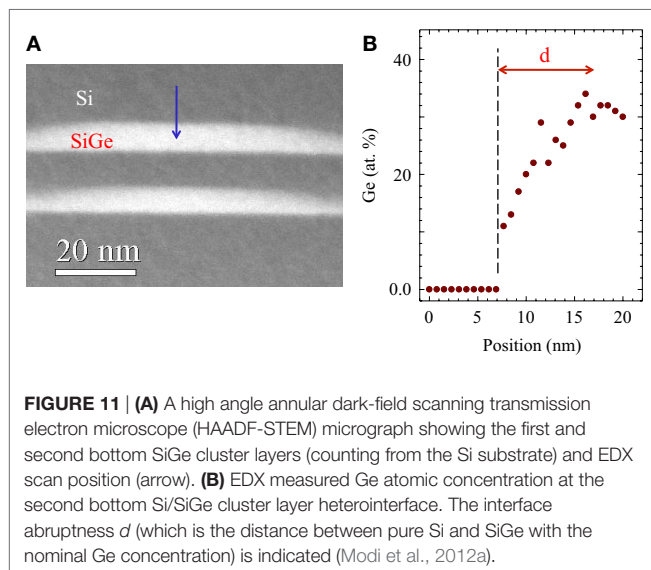 A
Si
SiGe
20 nm
B
d
40
20
0.0
Ge (at. %)
0 5 10 15 20
Position (nm)
FIGURE 11 | (A) A high angle annular dark-field scanning transmission
electron microscope (HAADF-STEM) micrograph showing the first and
second bottom SiGe cluster layers (counting from the Si substrate) and EDX
scan position (arrow). (B) EDX measured Ge atomic concentration at the
second bottom Si/SiGe cluster layer heterointerface. The interface
abruptness d (which is the distance between pure Si and SiGe with the
nominal Ge concentration) is indicated (Modi et al., 2012a).